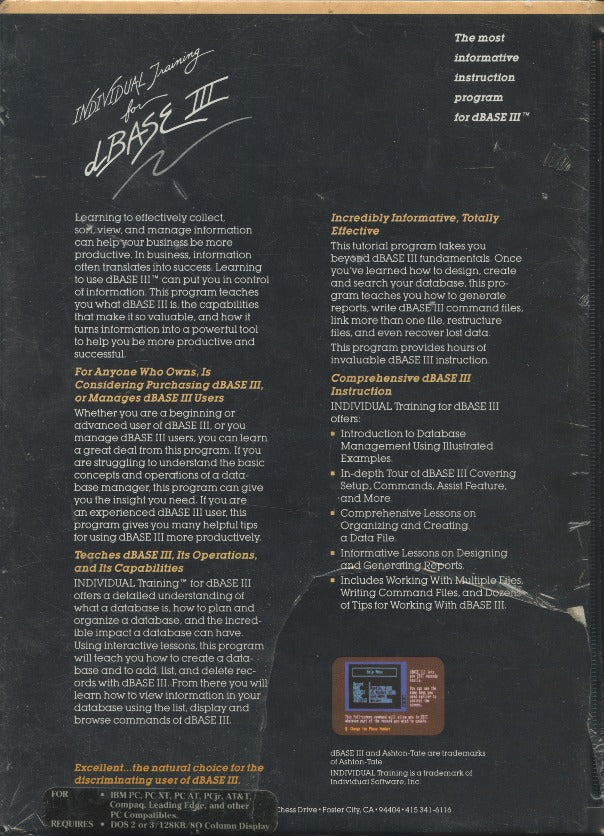 INDIVIDUAL Training
for
dBASE III
The most
informative
instruction
program
for dBASE III™
Learning to effectively collect,
sort, view, and manage information
can help your business be more
productive. In business, information
often translates into success. Learning
to use dBASE III™ can put you in control
of information. This program teaches
you what dBASE III is, the capabilities
that make it so valuable, and how it
turns information into a powerful tool
to help you be more productive and
successful.
For Anyone Who Owns, Is
Considering Purchasing dBASE III,
or Manages dBASE III Users
Whether you are a beginning or
advanced user of dBASE III, or you
manage dBASE III users, you can learn
a great deal from this program. If you
are struggling to understand the basic
concepts and operations of a data-
base manager, this program can give
you the insight you need. If you are
an experienced dBASE III user, this
program gives you many helpful tips
for using dBASE III more productively.
Teaches dBASE III, Its Operations,
and Its Capabilities
INDIVIDUAL Training™ for dBASE III
offers a detailed understanding of
what a database is, how to plan and
organize a database, and the incred-
ible impact a database can have.
Using interactive lessons, this program
will teach you how to create a data-
base and to add, list, and delete rec-
ords with dBASE III. From there you will
learn how to view information in your
database using the list, display and
browse commands of dBASE III.
Excellent...the natural choice for the
discriminating user of dBASE III.
Incredibly Informative, Totally
Effective
This tutorial program takes you
beyond dBASE III fundamentals. Once
you've learned how to design, create
and search your database, this pro-
gram teaches you how to generate
reports, write dBASE III command files,
link more than one file, restructure
files, and even recover lost data.
This program provides hours of
invaluable dBASE III instruction.
Comprehensive dBASE III
Instruction
INDIVIDUAL Training for dBASE III
offers:
▪ Introduction to Database
Management Using Illustrated
Examples.
▪ In-depth Tour of dBASE III Covering
Setup, Commands, Assist Feature,
and More.
▪ Comprehensive Lessons on
Organizing and Creating
a Data File.
▪ Informative Lessons on Designing
and Generating Reports.
▪ Includes Working With Multiple Files,
Writing Command Files, and Dozens
of Tips for Working With dBASE III.
Help Menu
This full-screen command will allow you to EDIT
whatever part of the record you wish to update.
dBASE III and Ashton-Tate are trademarks
of Ashton-Tate
INDIVIDUAL Training is a trademark of
Individual Software, Inc.
FOR • IBM PC, PC XT, PC AT, PCjr, AT&T,
Compaq, Leading Edge, and other
PC Compatibles.
REQUIRES • DOS 2 or 3/128KB/80 Column Display
Chess Drive • Foster City, CA • 94404 • 415 341-6116